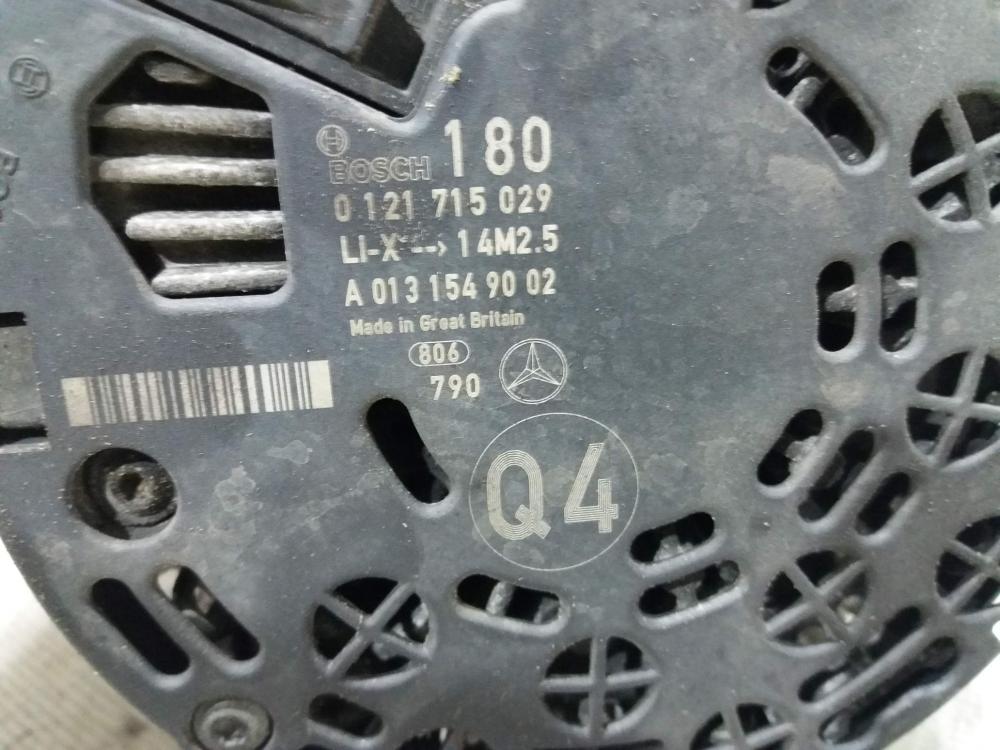 BOSCH 180
0 121 715 029
LI-X --> 14M2.5
A 013 154 90 02
Made in Great Britain
806
790
Q4